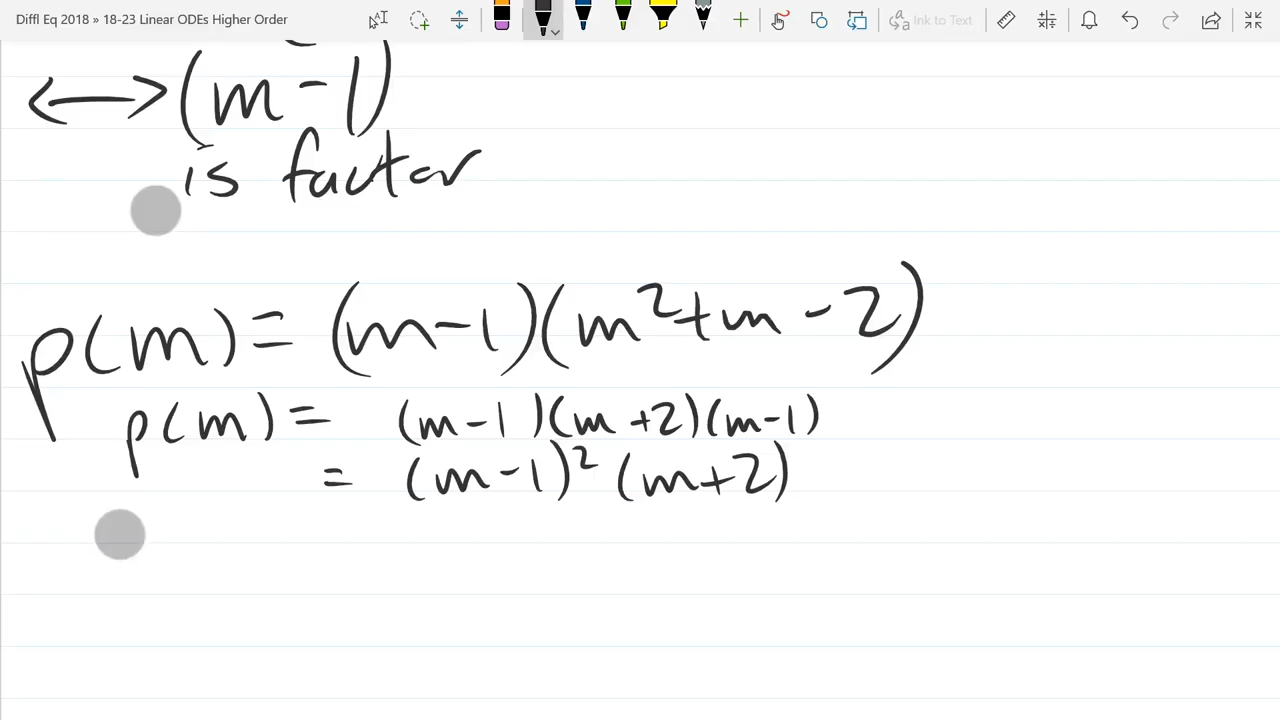 Diffl Eq 2018 » 18-23 Linear ODEs Higher Order
Ink to Text
⟷ (m-1)
is factor
p(m) = (m-1)(m²+m-2)
p(m) = (m-1)(m+2)(m-1)
= (m-1)² (m+2)